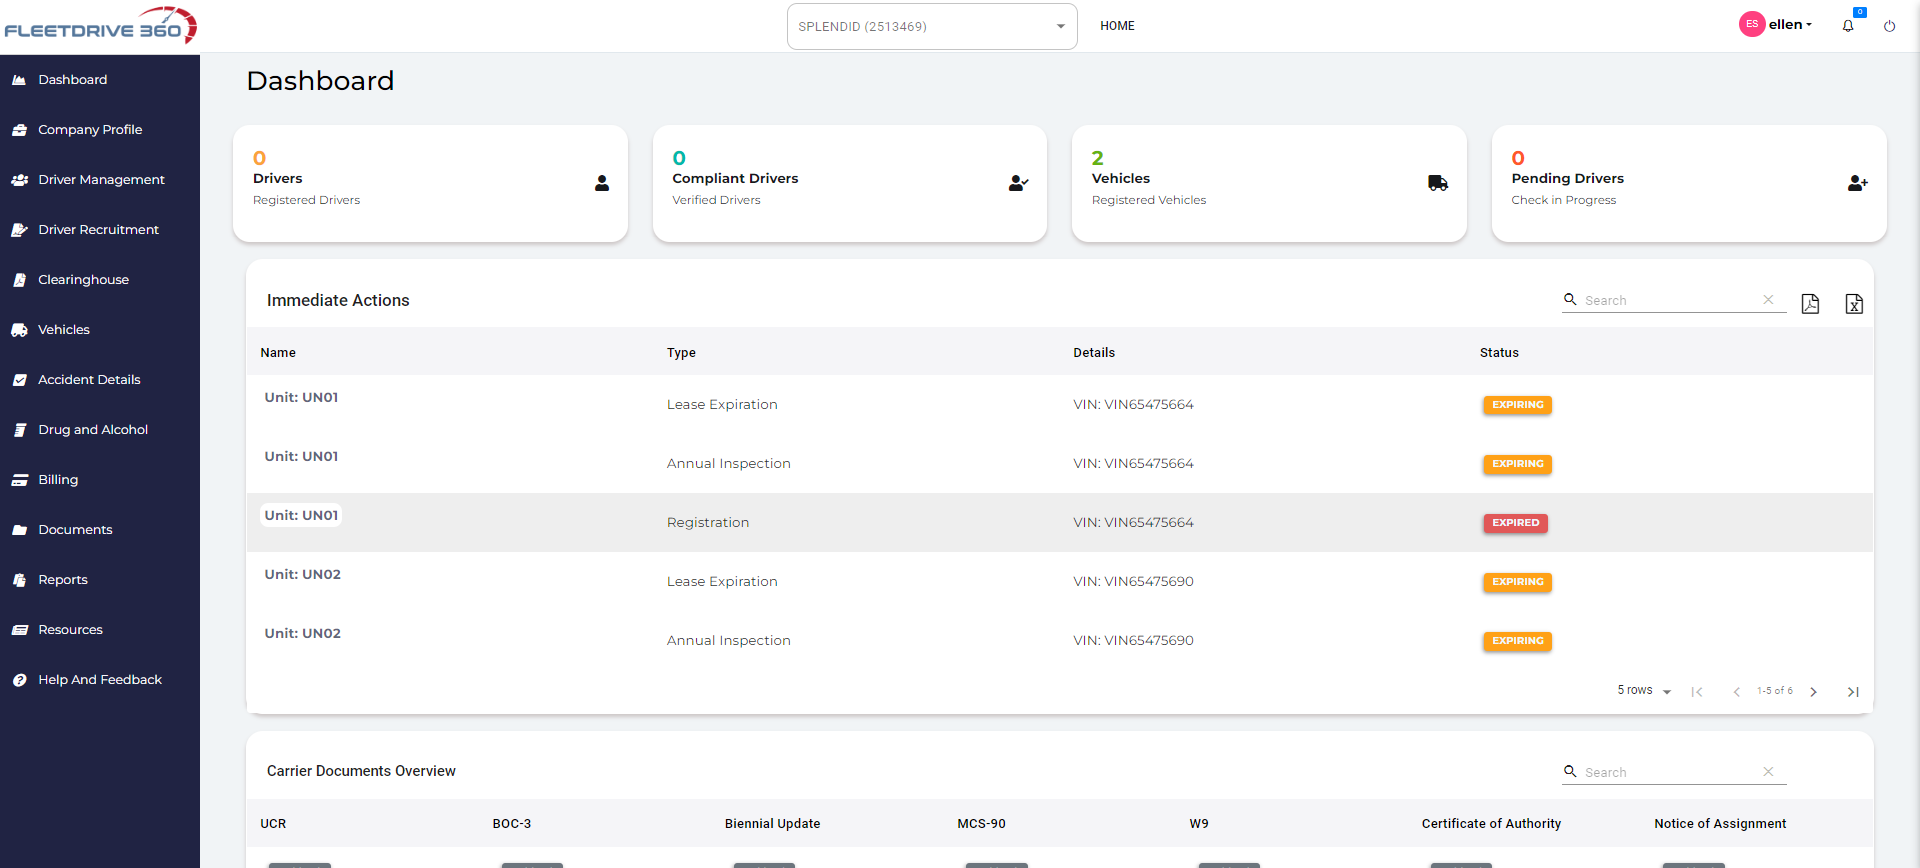 FLEETDRIVE 360
SPLENDID (2513469)
HOME
ES
ellen
0
Dashboard
Company Profile
Driver Management
Driver Recruitment
Clearinghouse
Vehicles
Accident Details
Drug and Alcohol
Billing
Documents
Reports
Resources
Help And Feedback
Dashboard
0
Drivers
Registered Drivers
0
Compliant Drivers
Verified Drivers
2
Vehicles
Registered Vehicles
0
Pending Drivers
Check in Progress
Immediate Actions
Search
Name Type Details Status
Unit: UN01 Lease Expiration VIN: VIN65475664 EXPIRING
Unit: UN01 Annual Inspection VIN: VIN65475664 EXPIRING
Unit: UN01 Registration VIN: VIN65475664 EXPIRED
Unit: UN02 Lease Expiration VIN: VIN65475690 EXPIRING
Unit: UN02 Annual Inspection VIN: VIN65475690 EXPIRING
5 rows 1-5 of 6
Carrier Documents Overview
Search
UCR BOC-3 Biennial Update MCS-90 W9 Certificate of Authority Notice of Assignment